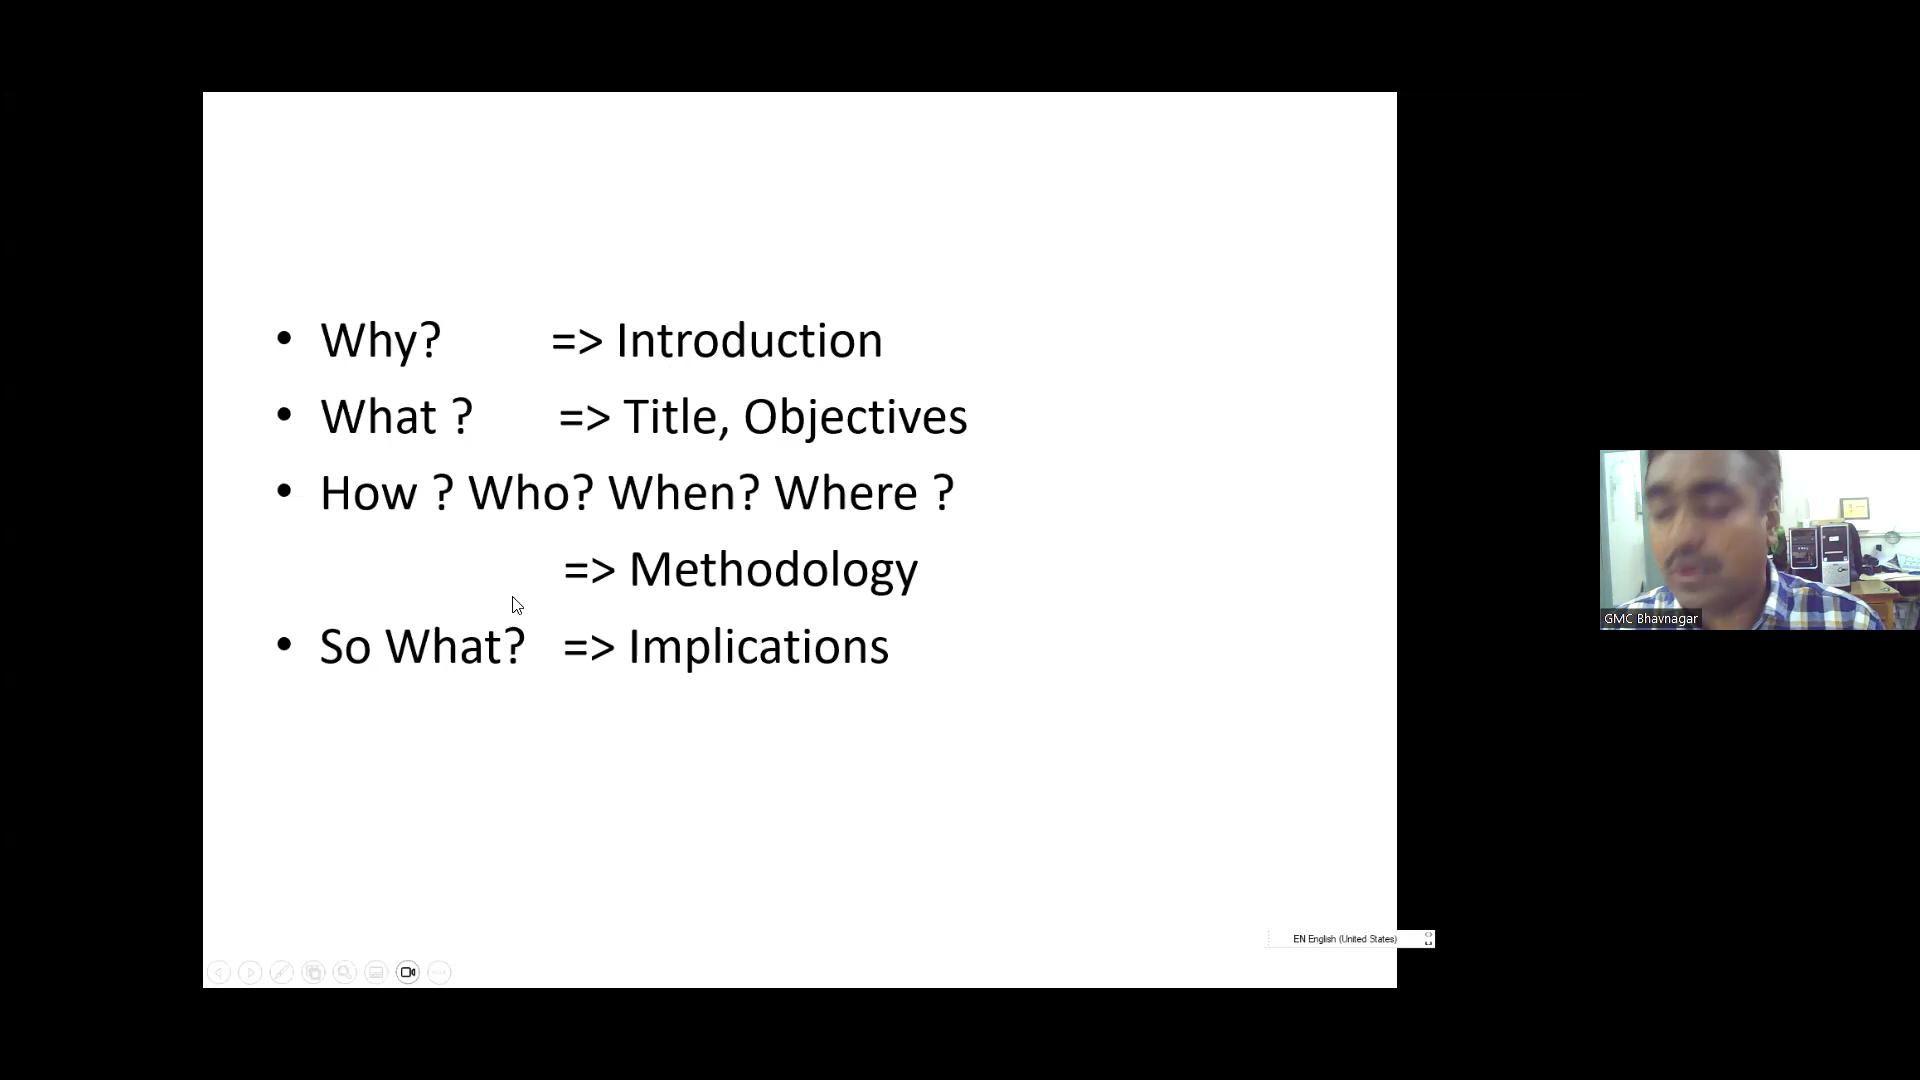 • Why? => Introduction
• What ? => Title, Objectives
• How ? Who? When? Where ?
=> Methodology
• So What? => Implications
GMC Bhavnagar
EN English (United States)